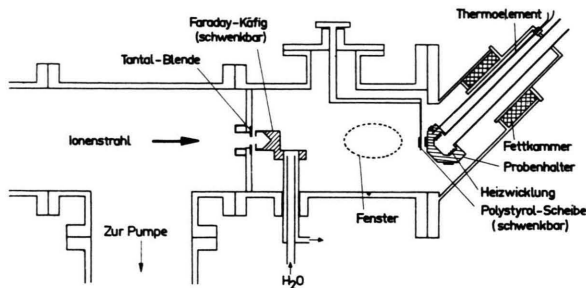 Thermoelement
Faraday-Käfig
(schwenkbar)
Tantal-Blende
Ionenstrahl
Fettkammer
Probenhalter
Heizwicklung
Fenster
Polystyrol-Scheibe
(schwenkbar)
Zur Pumpe
H2O